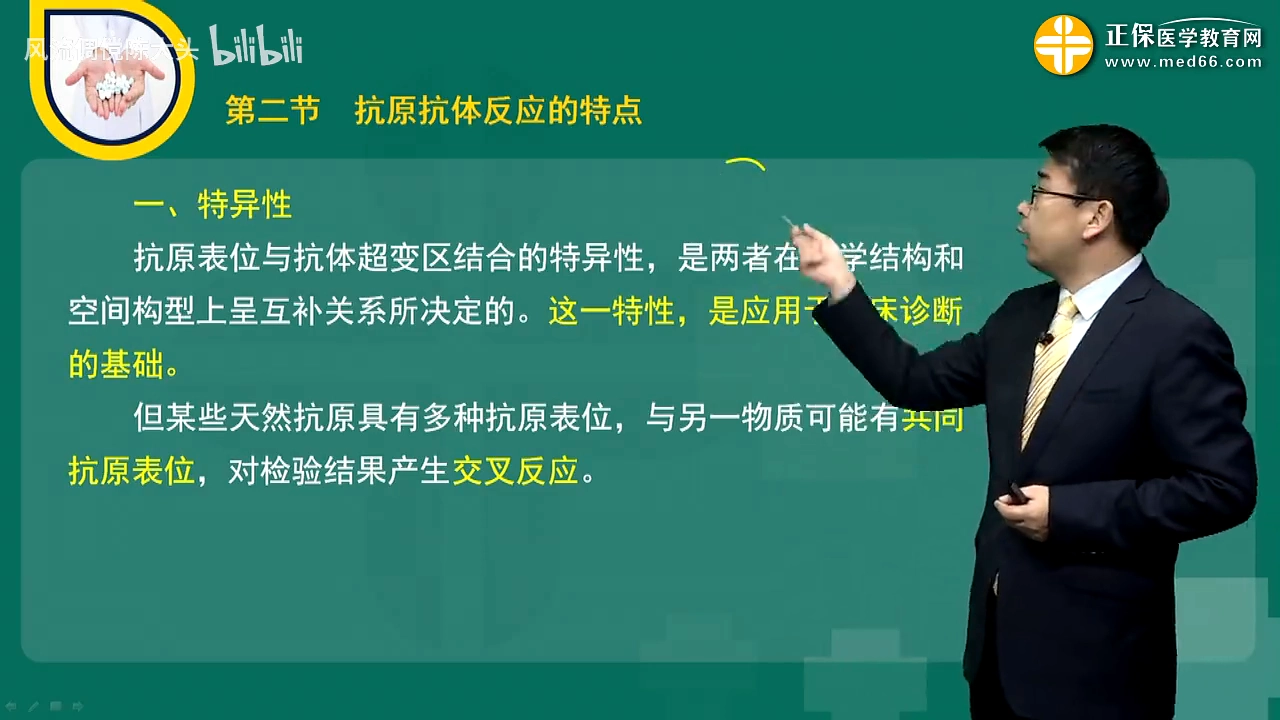 bilibili
正保医学教育网
www.med66.com
第二节 抗原抗体反应的特点
一、特异性
抗原表位与抗体超变区结合的特异性，是两者在学结构和
空间构型上呈互补关系所决定的。这一特性，是应用于床诊断
的基础。
但某些天然抗原具有多种抗原表位，与另一物质可能有共同
抗原表位，对检验结果产生交叉反应。